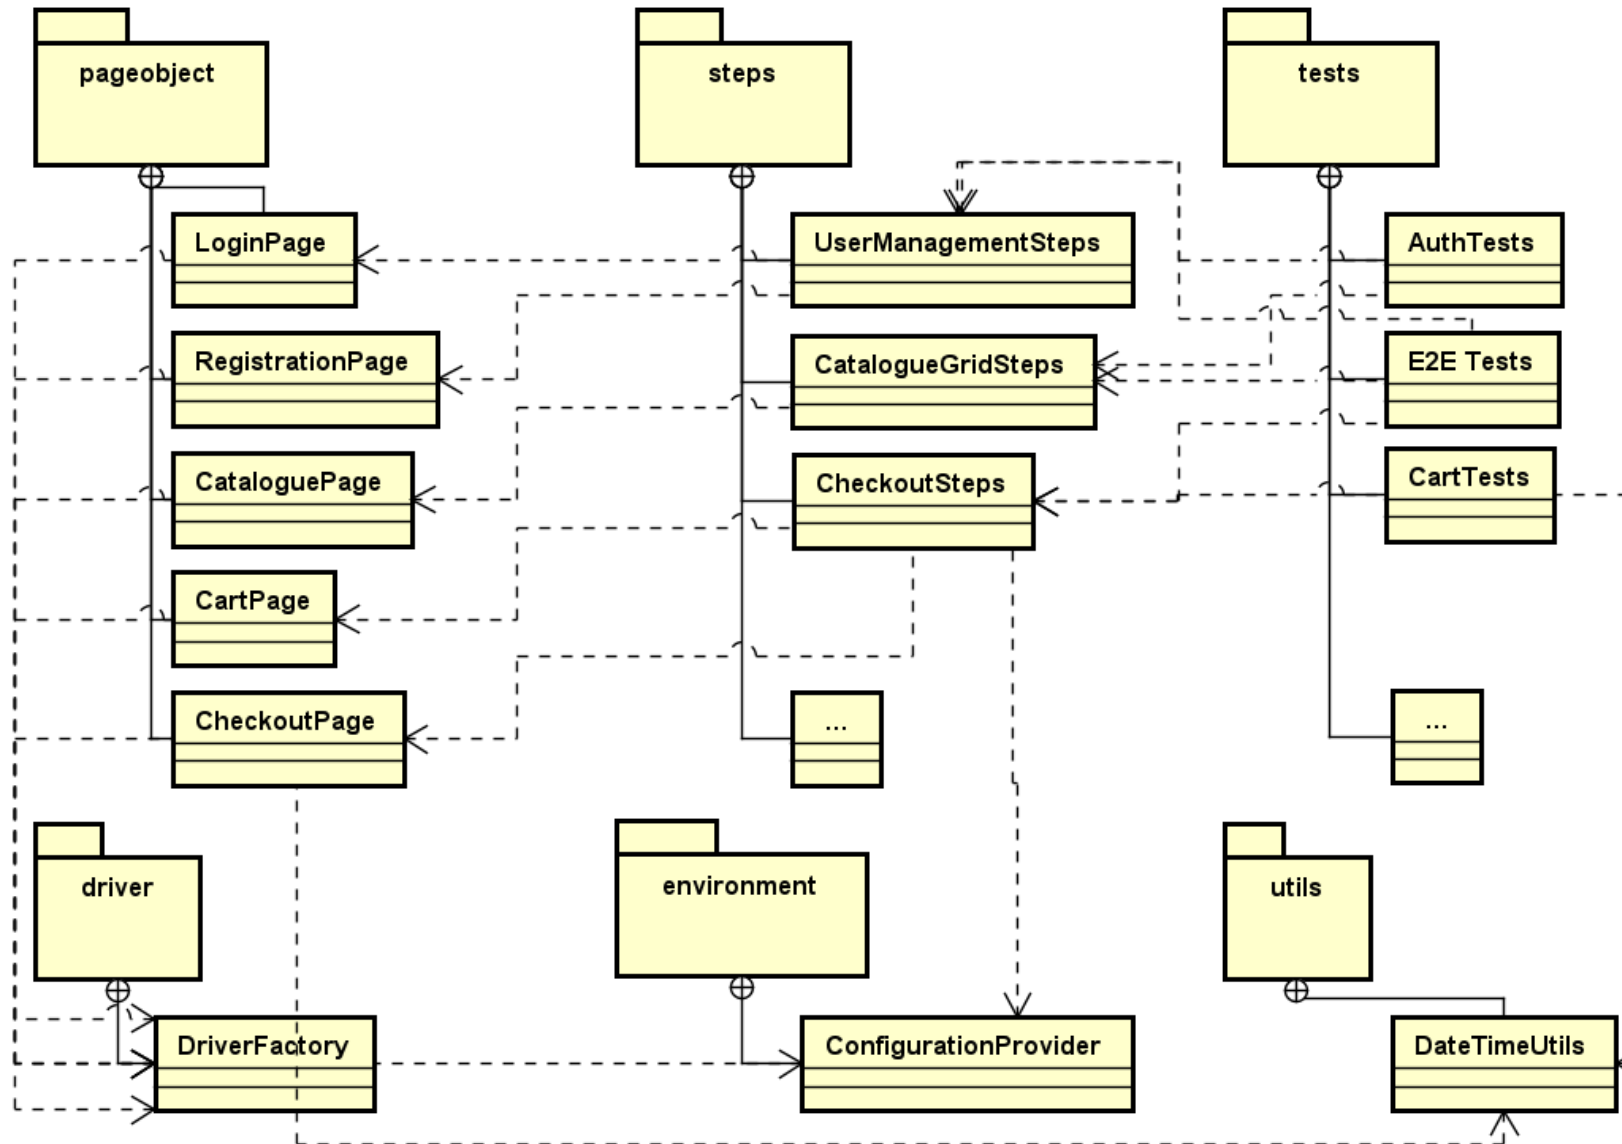 pageobject
steps
tests
LoginPage
UserManagementSteps
AuthTests
RegistrationPage
CatalogueGridSteps
E2E Tests
CataloguePage
CheckoutSteps
CartTests
CartPage
CheckoutPage
...
...
driver
environment
utils
DriverFactory
ConfigurationProvider
DateTimeUtils